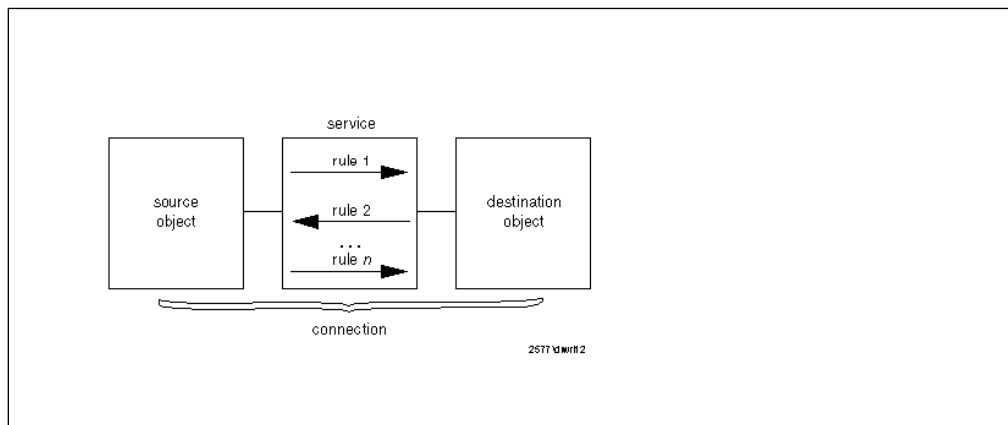 service
rule 1
source
object
rule 2
destination
object
...
rule n
connection